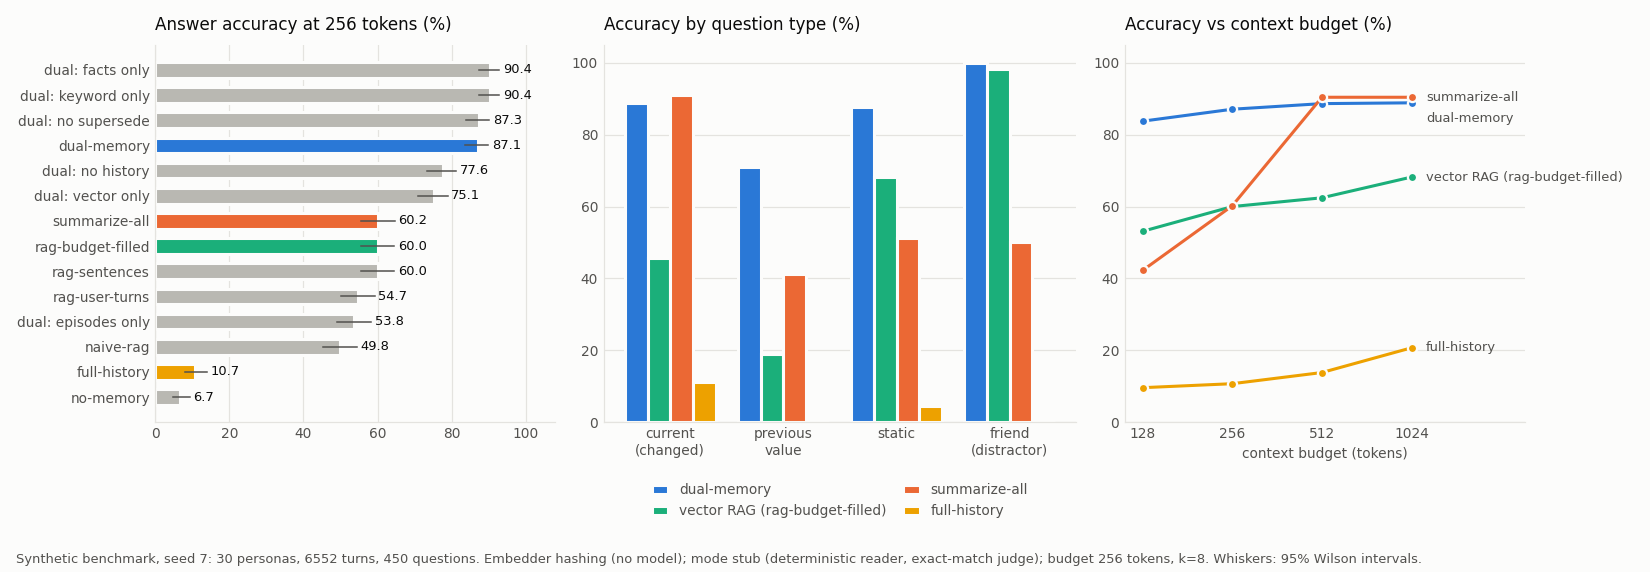 Answer accuracy at 256 tokens (%)
dual: facts only 90.4
dual: keyword only 90.4
dual: no supersede 87.3
dual-memory 87.1
dual: no history 77.6
dual: vector only 75.1
summarize-all 60.2
rag-budget-filled 60.0
rag-sentences 60.0
rag-user-turns 54.7
dual: episodes only 53.8
naive-rag 49.8
full-history 10.7
no-memory 6.7
0 20 40 60 80 100
Accuracy by question type (%)
100
80
60
40
20
0
current (changed)
previous value
static
friend (distractor)
dual-memory
vector RAG (rag-budget-filled)
summarize-all
full-history
Accuracy vs context budget (%)
100
80
60
40
20
0
summarize-all
dual-memory
vector RAG (rag-budget-filled)
full-history
128 256 512 1024
context budget (tokens)
Synthetic benchmark, seed 7: 30 personas, 6552 turns, 450 questions. Embedder hashing (no model); mode stub (deterministic reader, exact-match judge); budget 256 tokens, k=8. Whiskers: 95% Wilson intervals.